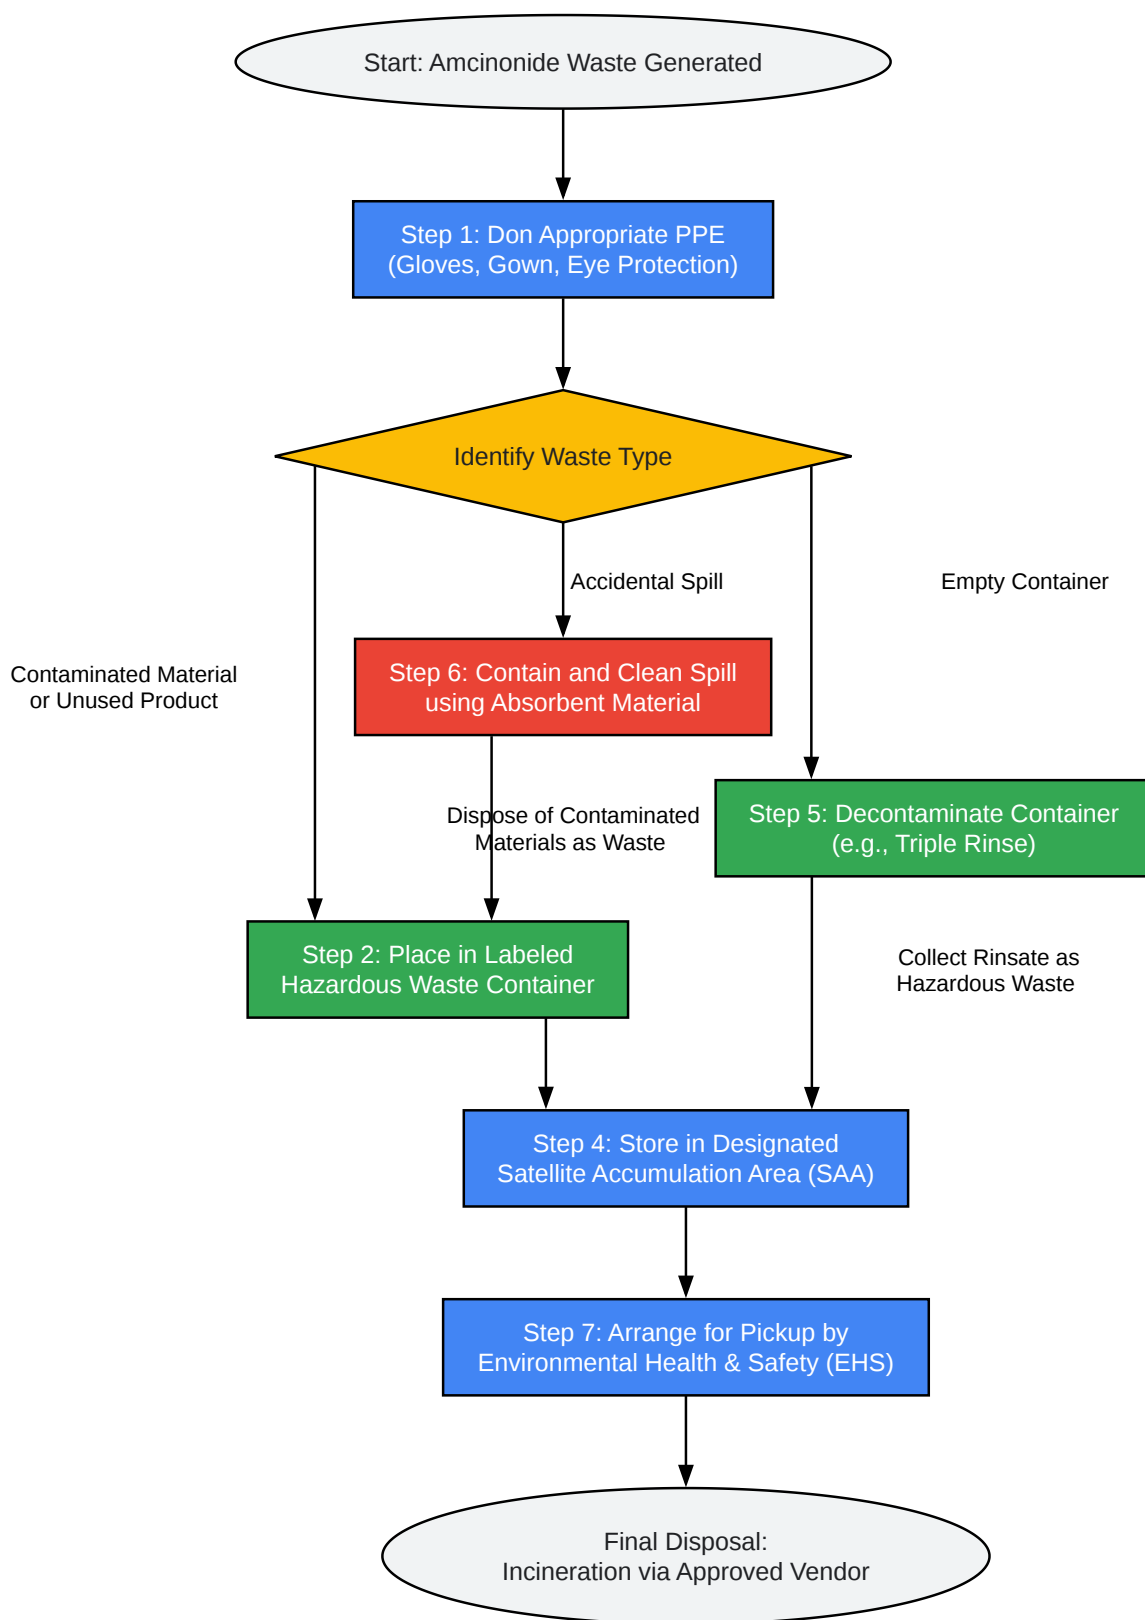 Start: Amcinonide Waste Generated
Step 1: Don Appropriate PPE
(Gloves, Gown, Eye Protection)
Identify Waste Type
Accidental Spill
Empty Container
Contaminated Material
or Unused Product
Step 6: Contain and Clean Spill
using Absorbent Material
Dispose of Contaminated
Materials as Waste
Step 5: Decontaminate Container
(e.g., Triple Rinse)
Step 2: Place in Labeled
Hazardous Waste Container
Collect Rinsate as
Hazardous Waste
Step 4: Store in Designated
Satellite Accumulation Area (SAA)
Step 7: Arrange for Pickup by
Environmental Health & Safety (EHS)
Final Disposal:
Incineration via Approved Vendor